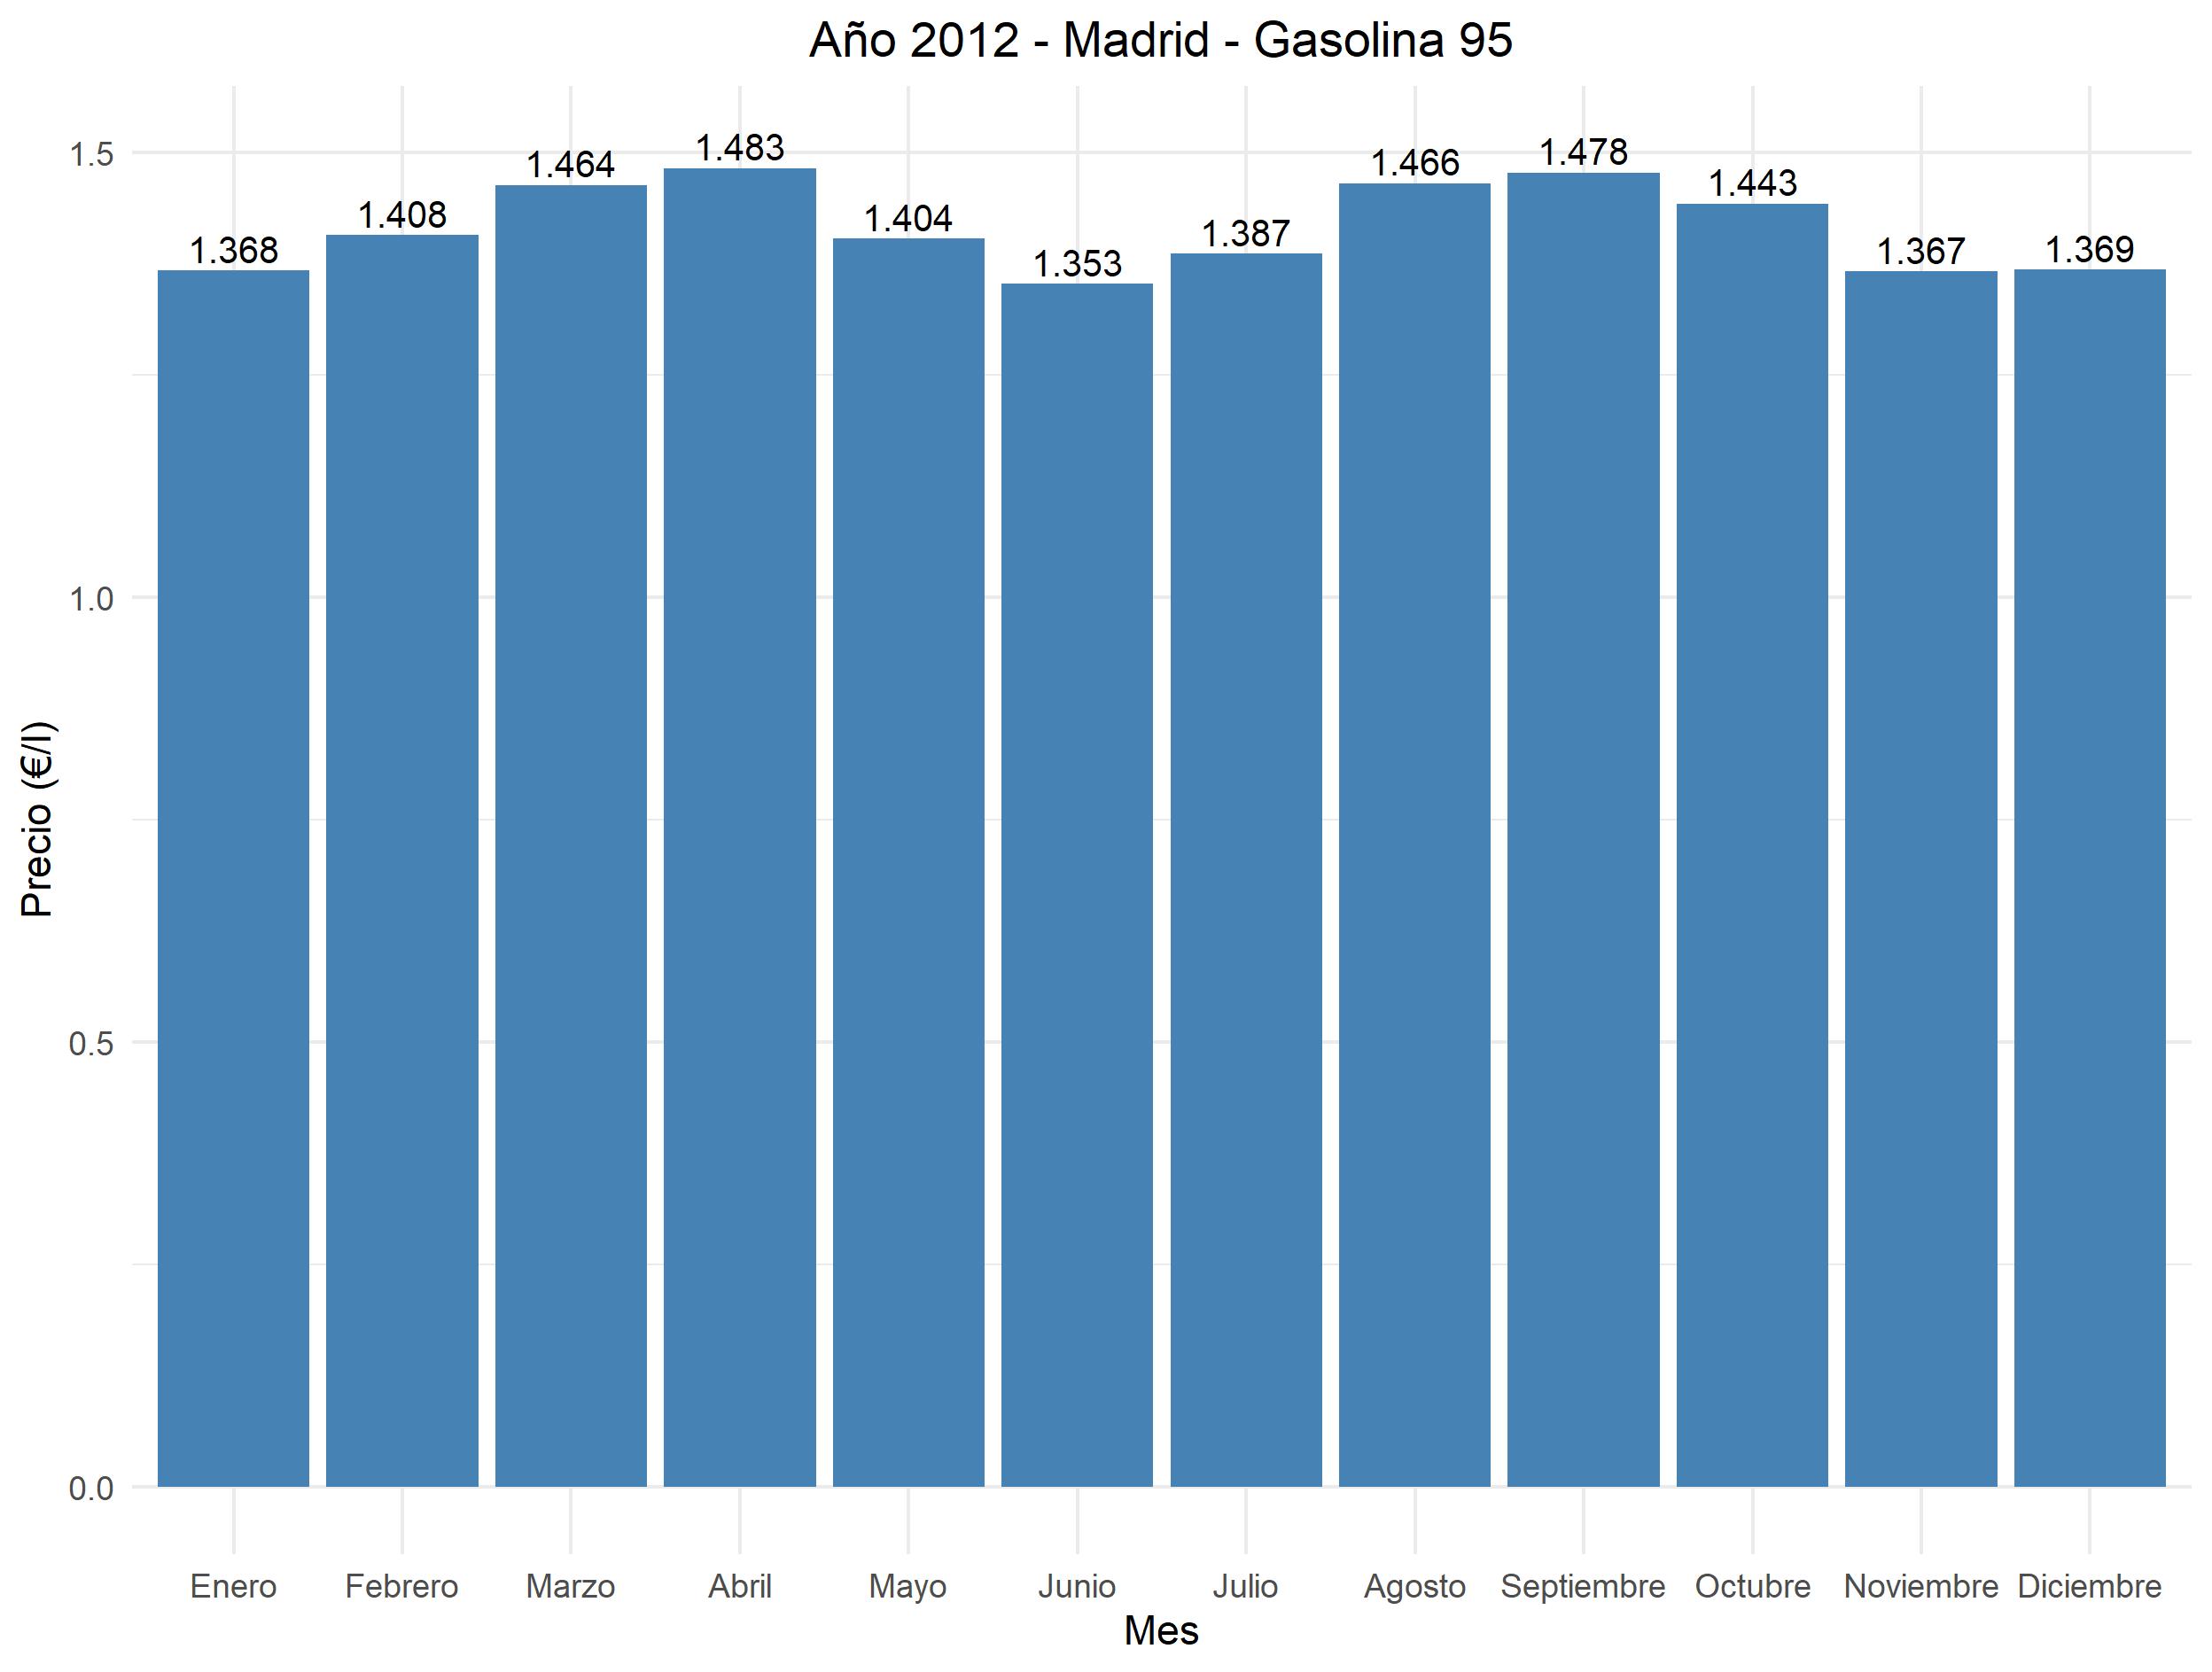 Año 2012 - Madrid - Gasolina 95
1.5
1.0
0.5
0.0
Precio (€/l)
1.368
1.408
1.464
1.483
1.404
1.353
1.387
1.466
1.478
1.443
1.367
1.369
Enero
Febrero
Marzo
Abril
Mayo
Junio
Julio
Agosto
Septiembre
Octubre
Noviembre
Diciembre
Mes